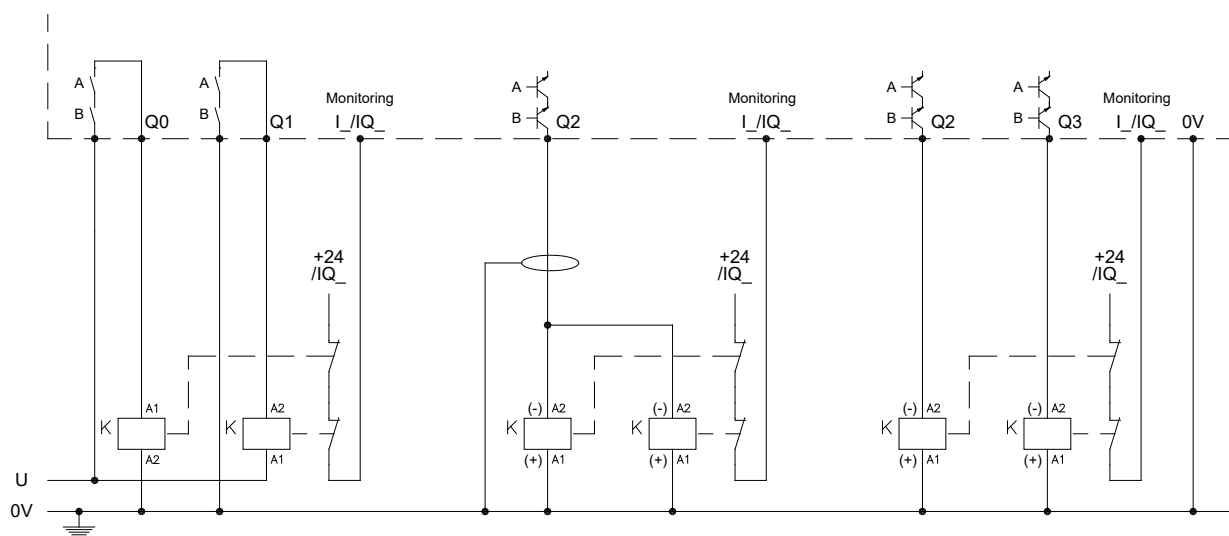 A
A
A
A
A
Monitoring
Monitoring
Monitoring
B
Q0
B
Q1
I_/IQ_
B
Q2
I_/IQ_
B
Q2
B
Q3
I_/IQ_
0V
+24
/IQ_
+24
/IQ_
+24
/IQ_
A1
A2
(-) A2
(-) A2
(-) A2
(-) A2
K
K
K
K
K
K
A2
A1
(+) A1
(+) A1
(+) A1
(+) A1
U
0V